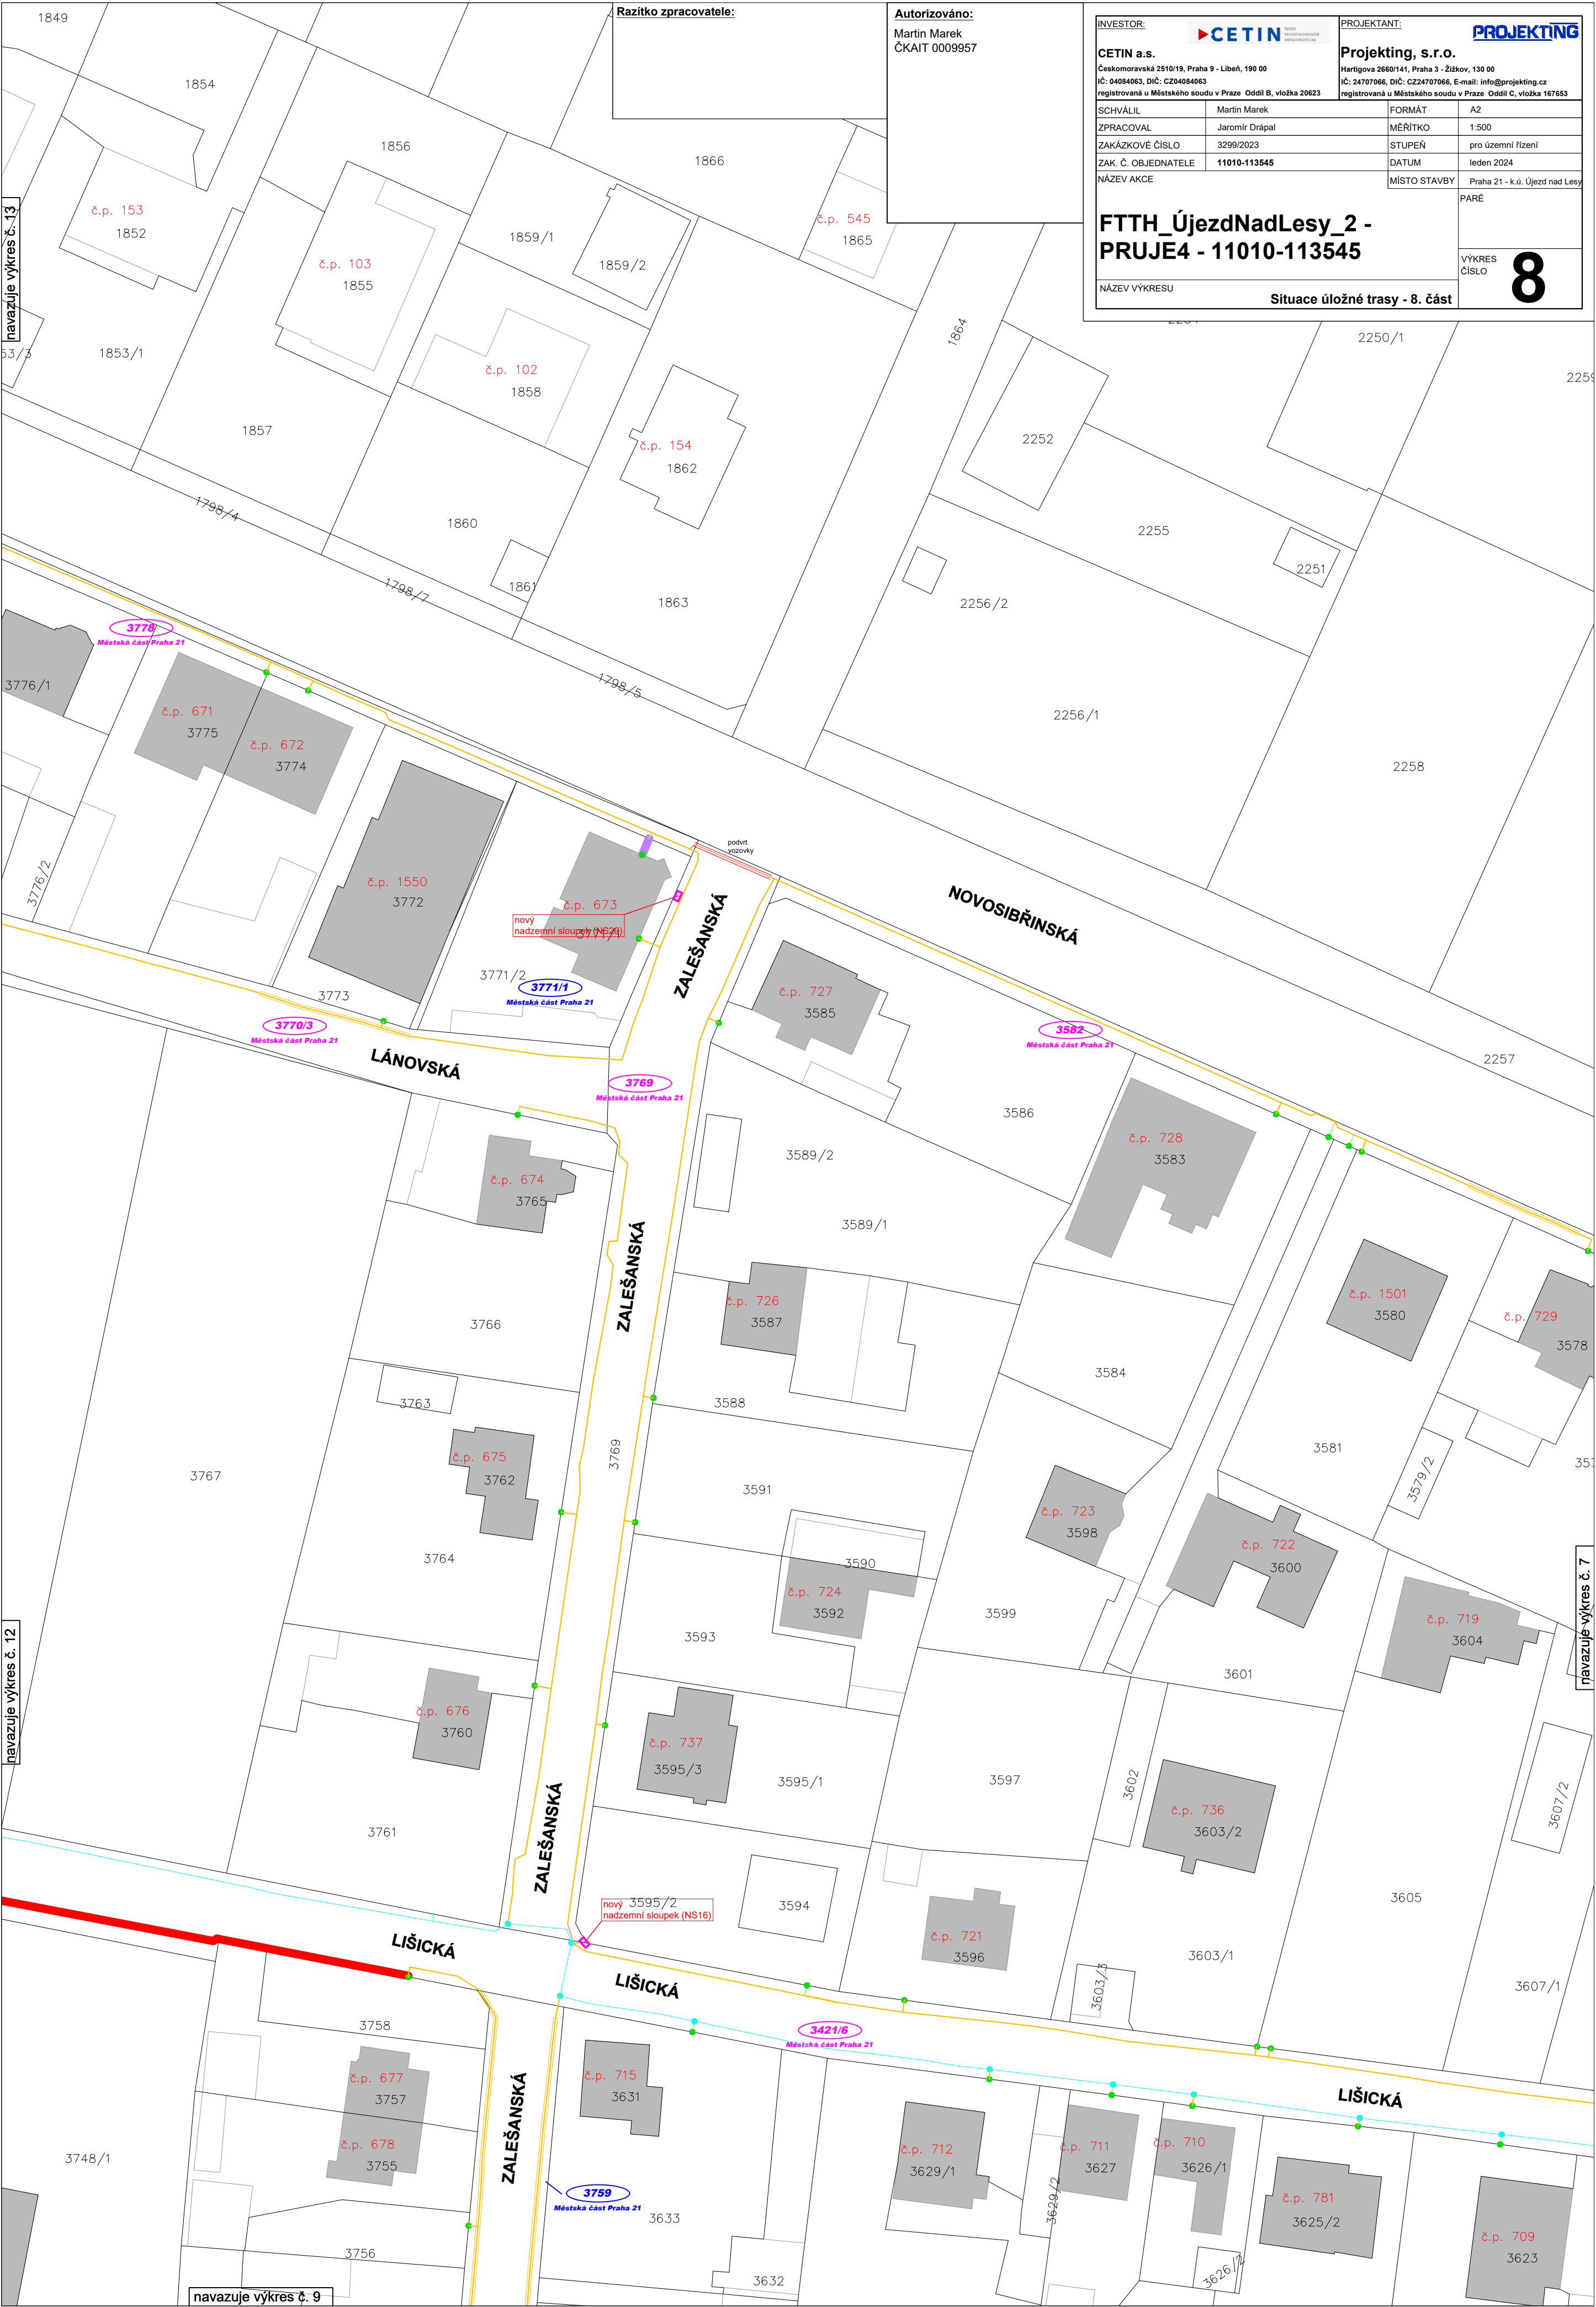 Razítko zpracovatele:
Autorizováno:
Martin Marek
ČKAIT 0009957
INVESTOR:
CETIN
CETIN a.s.
Českomoravská 2510/19, Praha 9 - Libeň, 190 00
IČ: 04084063, DIČ: CZ04084063
registrovaná u Městského soudu v Praze Oddíl B, vložka 20623
PROJEKTANT:
PROJEKTING
Projekting, s.r.o.
Hartigova 2660/141, Praha 3 - Žižkov, 130 00
IČ: 24707066, DIČ: CZ24707066, E-mail: info@projekting.cz
registrovaná u Městského soudu v Praze Oddíl C, vložka 167653
SCHVÁLIL Martin Marek FORMÁT A2
ZPRACOVAL Jaromír Drápal MĚŘÍTKO 1:500
ZAKÁZKOVÉ ČÍSLO 3299/2023 STUPEŇ pro územní řízení
ZAK. Č. OBJEDNATELE 11010-113545 DATUM leden 2024
NÁZEV AKCE
MÍSTO STAVBY Praha 21 - k.ú. Újezd nad Lesy
PARÉ
FTTH_ÚjezdNadLesy_2 -
PRUJE4 - 11010-113545
VÝKRES
ČÍSLO
8
NÁZEV VÝKRESU
Situace úložné trasy - 8. část
1849
1854
1856
1866
č.p. 153
1852
č.p. 103
1855
1859/1
1859/2
č.p. 545
1865
navazuje výkres č. 13
53/3
1853/1
č.p. 102
1858
1864
2250/1
2259
1857
č.p. 154
1862
2252
1798/4
1860
2255
1798/7
1861
1863
2256/2
2251
3778
Městská část Praha 21
1798/5
3776/1
č.p. 671
3775
č.p. 672
3774
2256/1
2258
podvrt
vozovky
3776/2
č.p. 1550
3772
č.p. 673
3771/1
nový
nadzemní sloupek (NS29)
ZALEŠANSKÁ
NOVOSIBŘINSKÁ
3771/2
3771/1
Městská část Praha 21
3773
č.p. 727
3585
3770/3
Městská část Praha 21
3582
Městská část Praha 21
2257
LÁNOVSKÁ
3769
Městská část Praha 21
3586
3589/2
č.p. 728
3583
č.p. 674
3765
3589/1
ZALEŠANSKÁ
3766
č.p. 726
3587
č.p. 1501
3580
č.p. 729
3578
3584
3763
3588
3769
3581
357
3579/2
č.p. 675
3762
3767
3591
č.p. 723
3598
č.p. 722
3600
3764
3590
č.p. 724
3592
3599
č.p. 719
3604
navazuje výkres č. 7
3593
3601
navazuje výkres č. 12
č.p. 676
3760
č.p. 737
3595/3
3595/1
3597
3602
č.p. 736
3603/2
3607/2
3761
ZALEŠANSKÁ
3605
nový
nadzemní sloupek (NS16)
3595/2
3594
č.p. 721
3596
LIŠICKÁ
3603/1
LIŠICKÁ
3603/3
3607/1
3758
3421/6
Městská část Praha 21
č.p. 677
3757
č.p. 715
3631
LIŠICKÁ
ZALEŠANSKÁ
č.p. 678
3755
3748/1
č.p. 712
3629/1
č.p. 711
3627
č.p. 710
3626/1
3759
Městská část Praha 21
3629/2
č.p. 781
3625/2
3633
č.p. 709
3623
3756
3632
3626/2
navazuje výkres č. 9